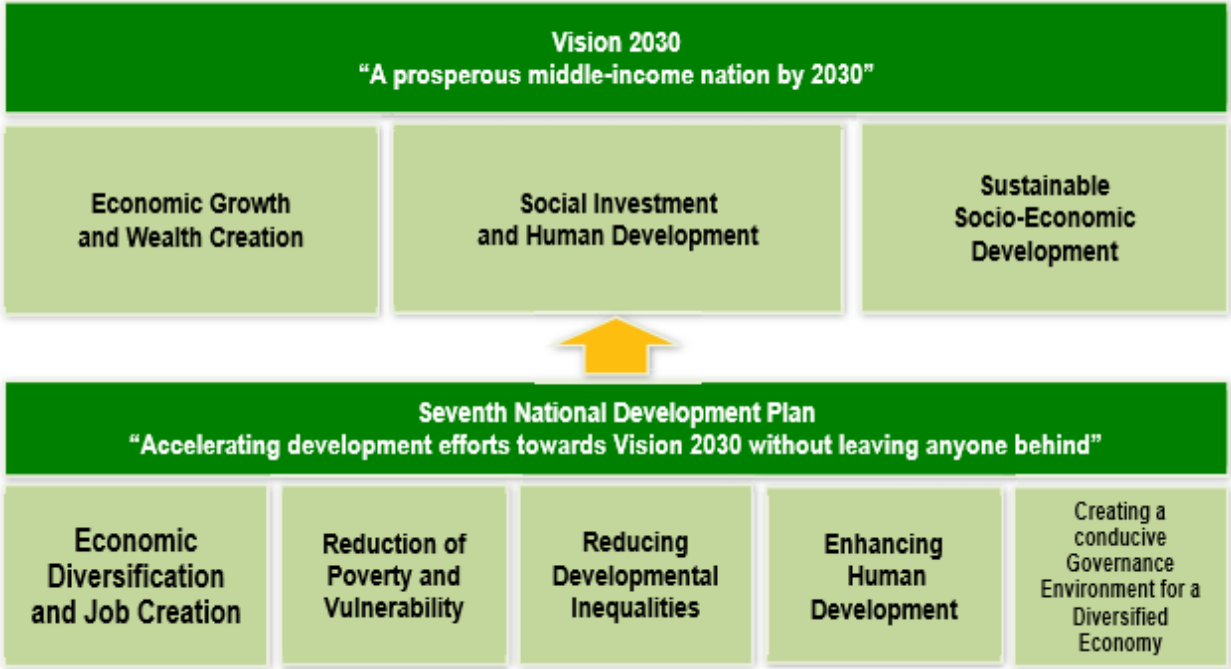 Vision 2030
“A prosperous middle-income nation by 2030”
Economic Growth
and Wealth Creation
Social Investment
and Human Development
Sustainable
Socio-Economic
Development
Seventh National Development Plan
“Accelerating development efforts towards Vision 2030 without leaving anyone behind”
Economic
Diversification
and Job Creation
Reduction of
Poverty and
Vulnerability
Reducing
Developmental
Inequalities
Enhancing
Human
Development
Creating a
conducive
Governance
Environment for a
Diversified
Economy